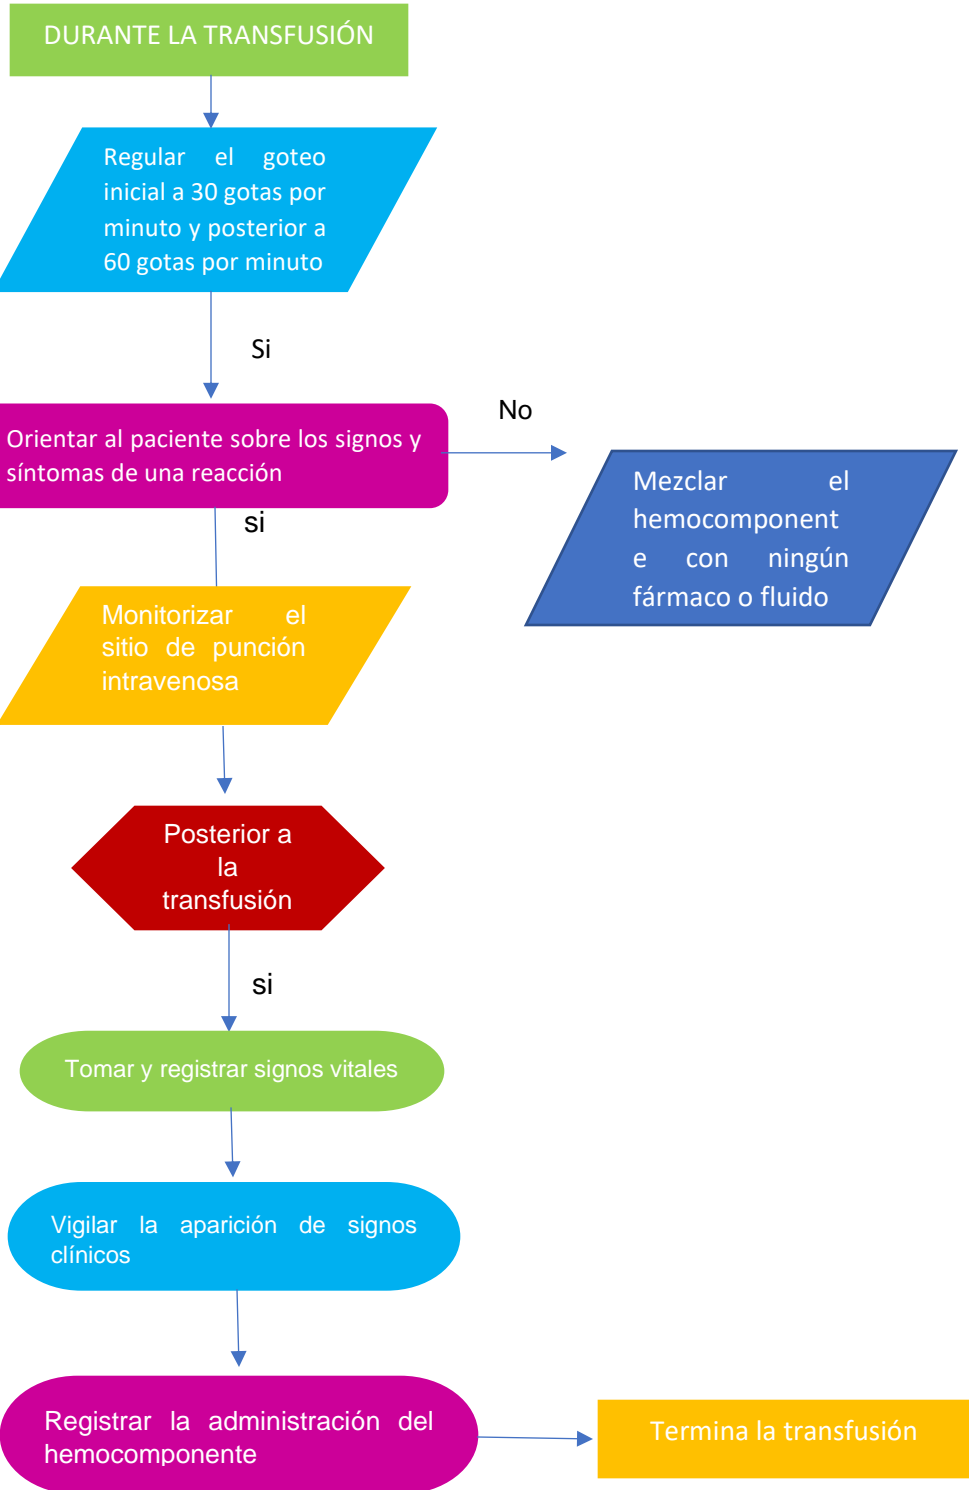 DURANTE LA TRANSFUSIÓN
Regular el goteo
inicial a 30 gotas por
minuto y posterior a
60 gotas por minuto
Si
Orientar al paciente sobre los signos y
síntomas de una reacción
No
Mezclar el
hemocomponent
e con ningún
fármaco o fluido
si
Monitorizar el
sitio de punción
intravenosa
Posterior a
la
transfusión
si
Tomar y registrar signos vitales
Vigilar la aparición de signos
clínicos
Registrar la administración del
hemocomponente
Termina la transfusión